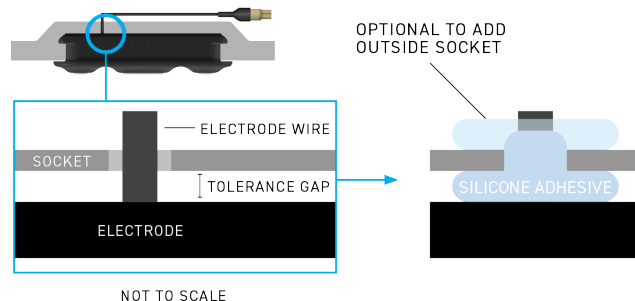 OPTIONAL TO ADD
OUTSIDE SOCKET
ELECTRODE WIRE
SOCKET
TOLERANCE GAP
SILICONE ADHESIVE
ELECTRODE
NOT TO SCALE